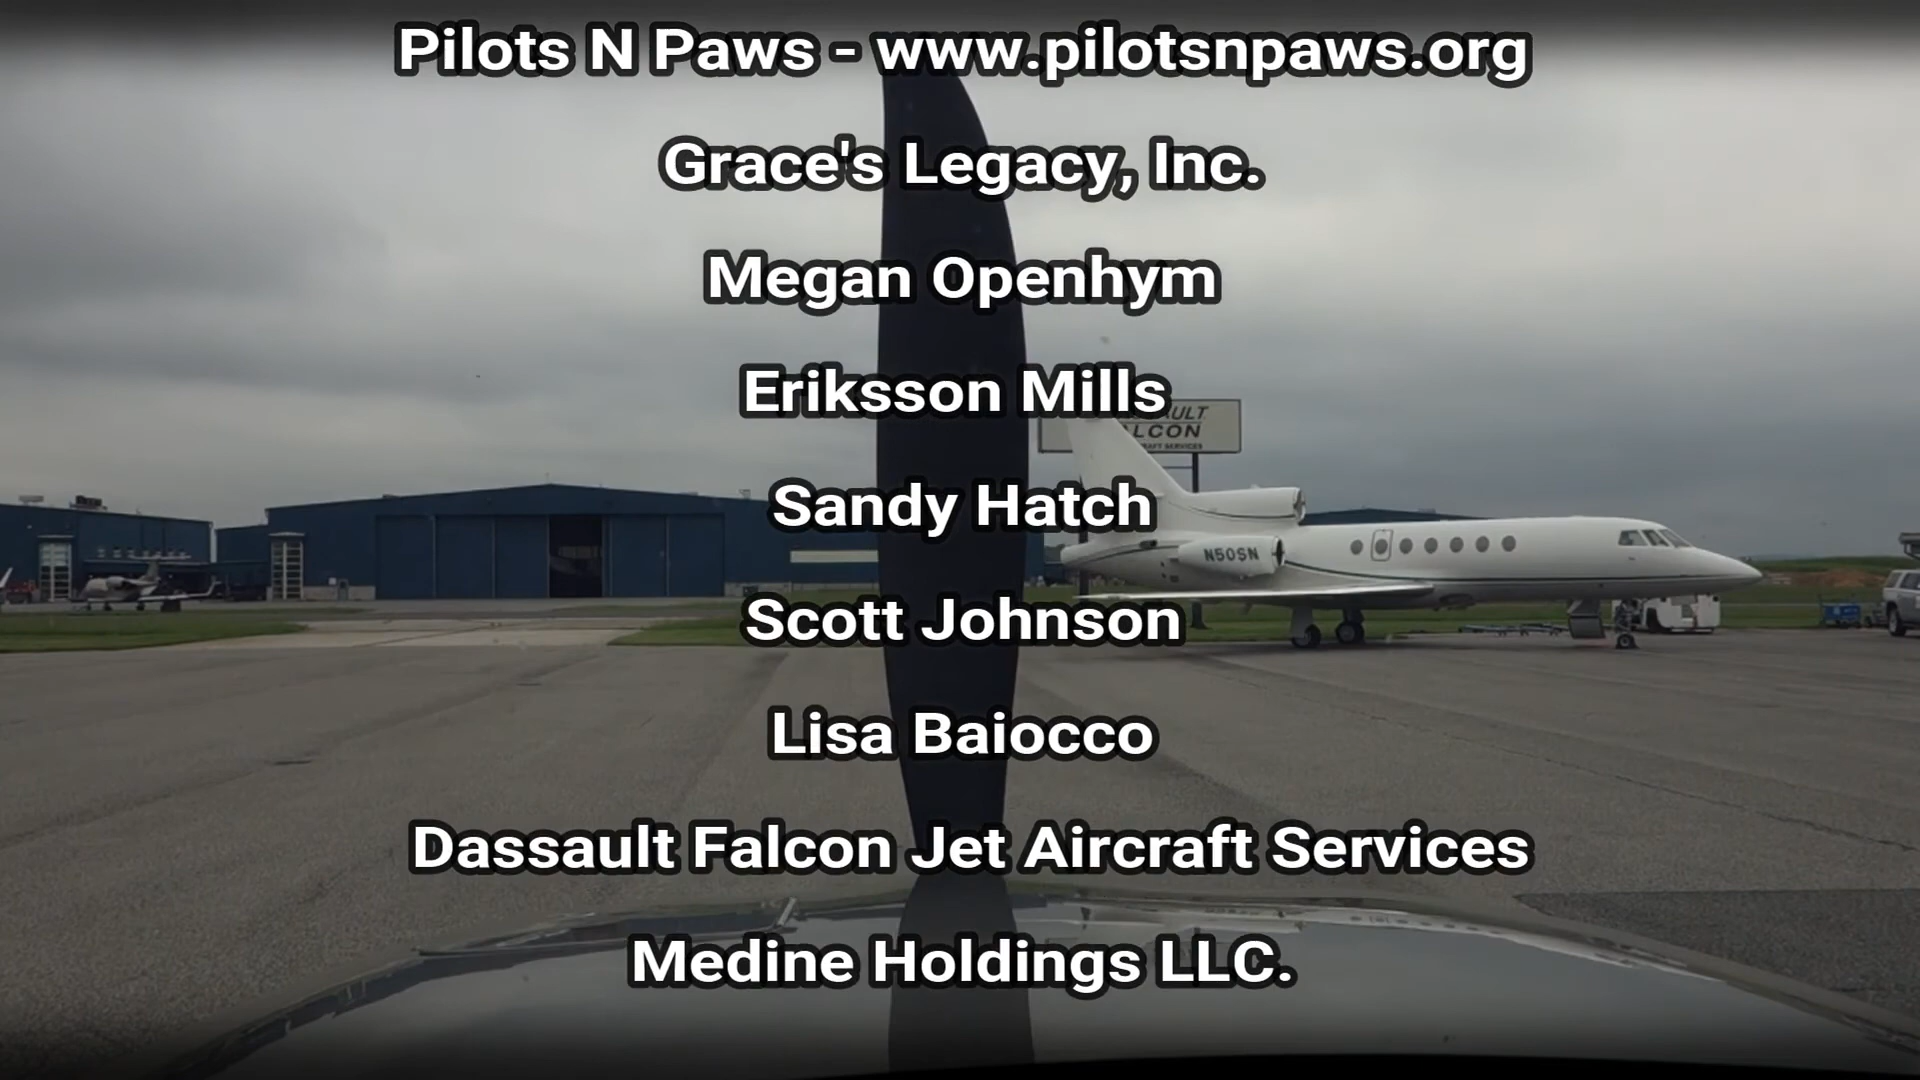 Pilots N Paws - www.pilotsnpaws.org
Grace's Legacy, Inc.
Megan Openhym
Eriksson Mills
Sandy Hatch
Scott Johnson
Lisa Baiocco
Dassault Falcon Jet Aircraft Services
Medine Holdings LLC.
N50SN